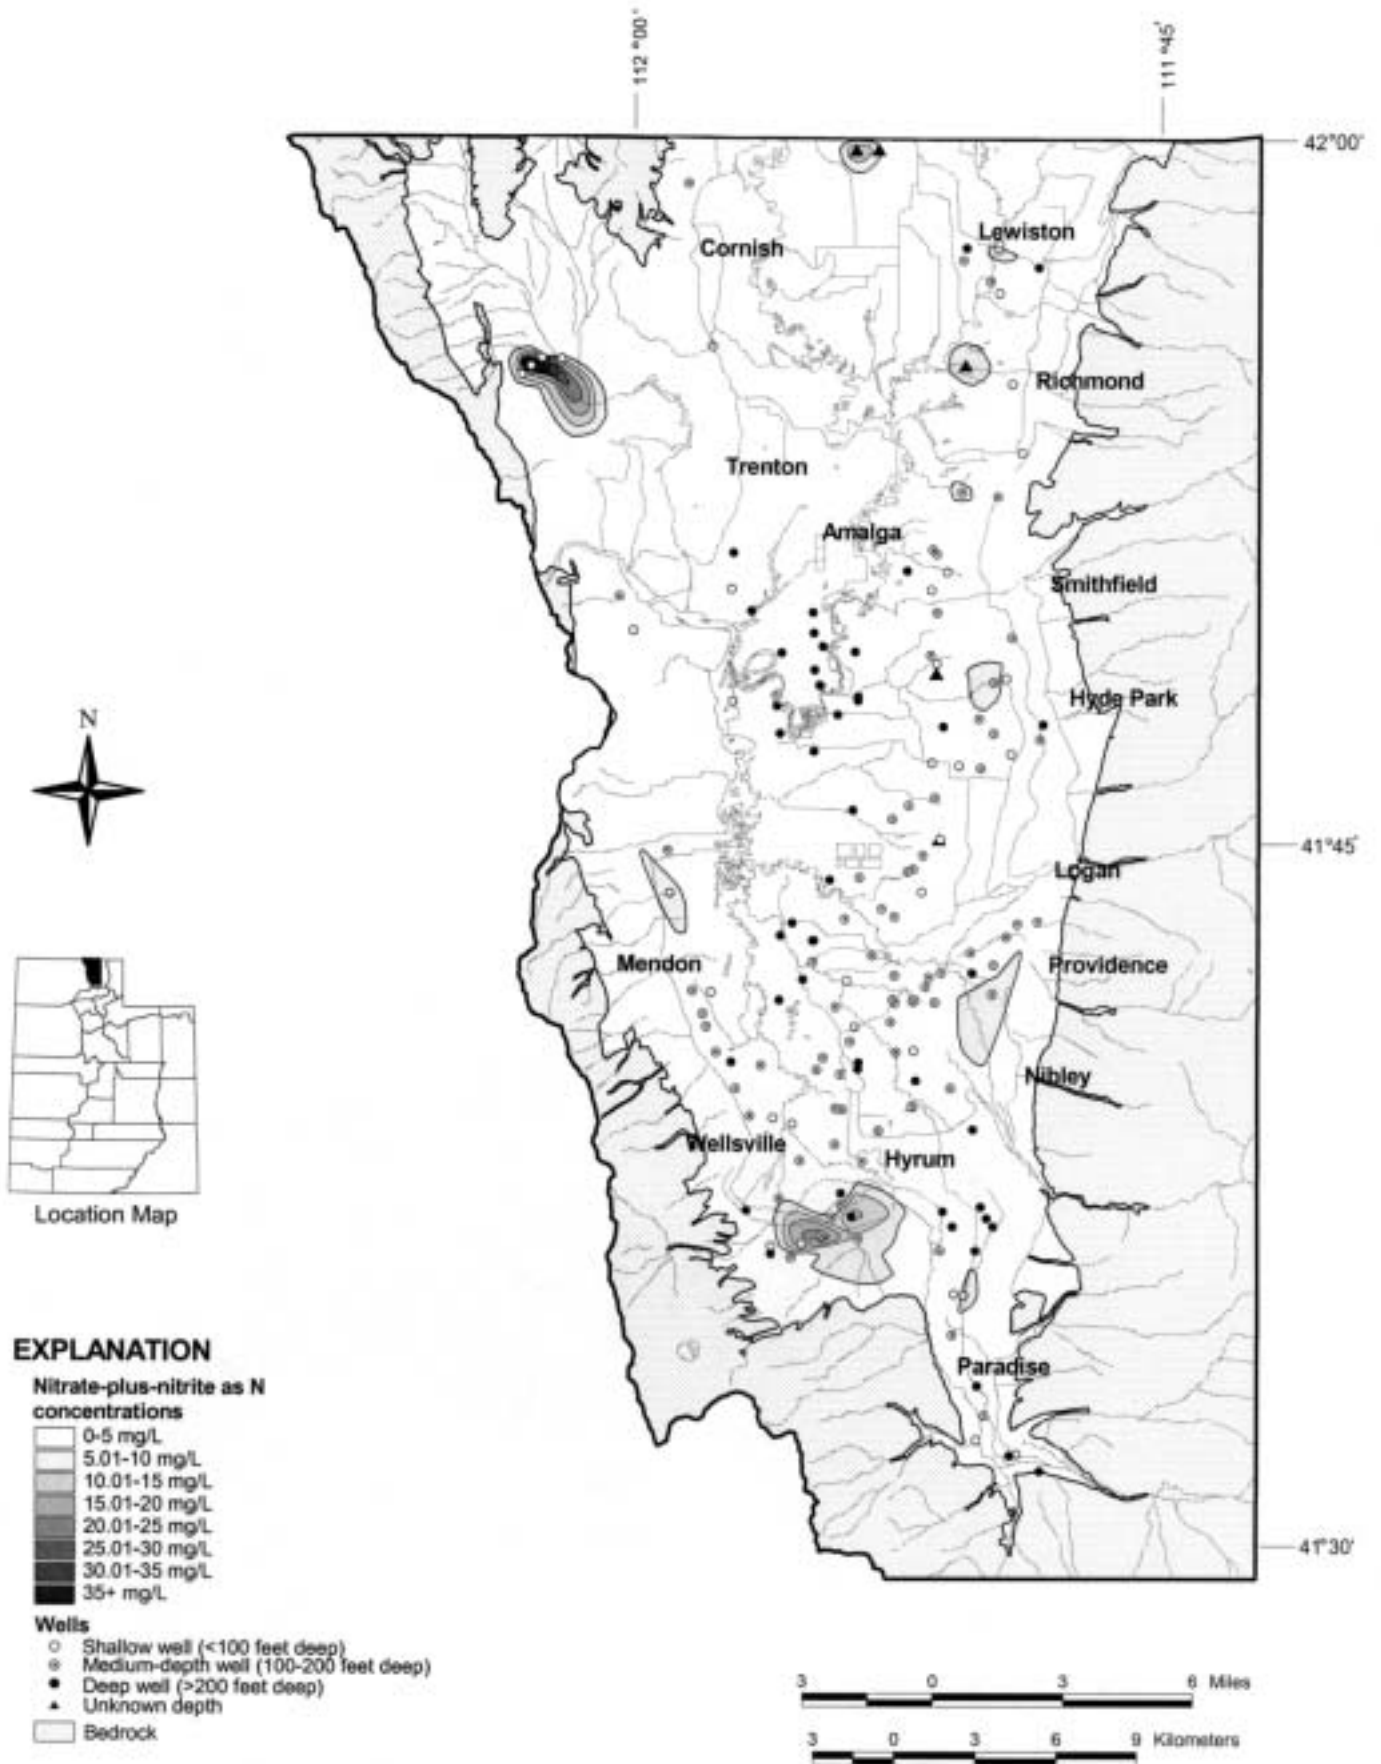 112°00'
111°45'
42°00'
Cornish
Lewiston
Richmond
Trenton
Amalga
Smithfield
Hyde Park
N
41°45'
Logan
Mendon
Providence
Nibley
Wellsville
Hyrum
Location Map
Paradise
41°30'
EXPLANATION
Nitrate-plus-nitrite as N
concentrations
0-5 mg/L
5.01-10 mg/L
10.01-15 mg/L
15.01-20 mg/L
20.01-25 mg/L
25.01-30 mg/L
30.01-35 mg/L
35+ mg/L
Wells
Shallow well (<100 feet deep)
Medium-depth well (100-200 feet deep)
Deep well (>200 feet deep)
Unknown depth
Bedrock
3 0 3 6 Miles
3 0 3 6 9 Kilometers